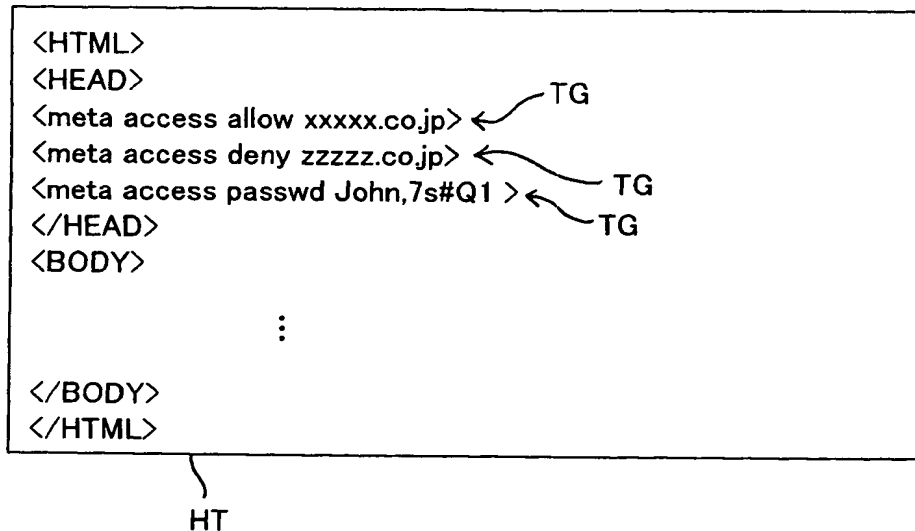 <HTML>
<HEAD>
<meta access allow xxxxx.co.jp> TG
<meta access deny zzzzz.co.jp> TG
<meta access passwd John,7s#Q1 > TG
</HEAD>
<BODY>
⋮
</BODY>
</HTML>
HT